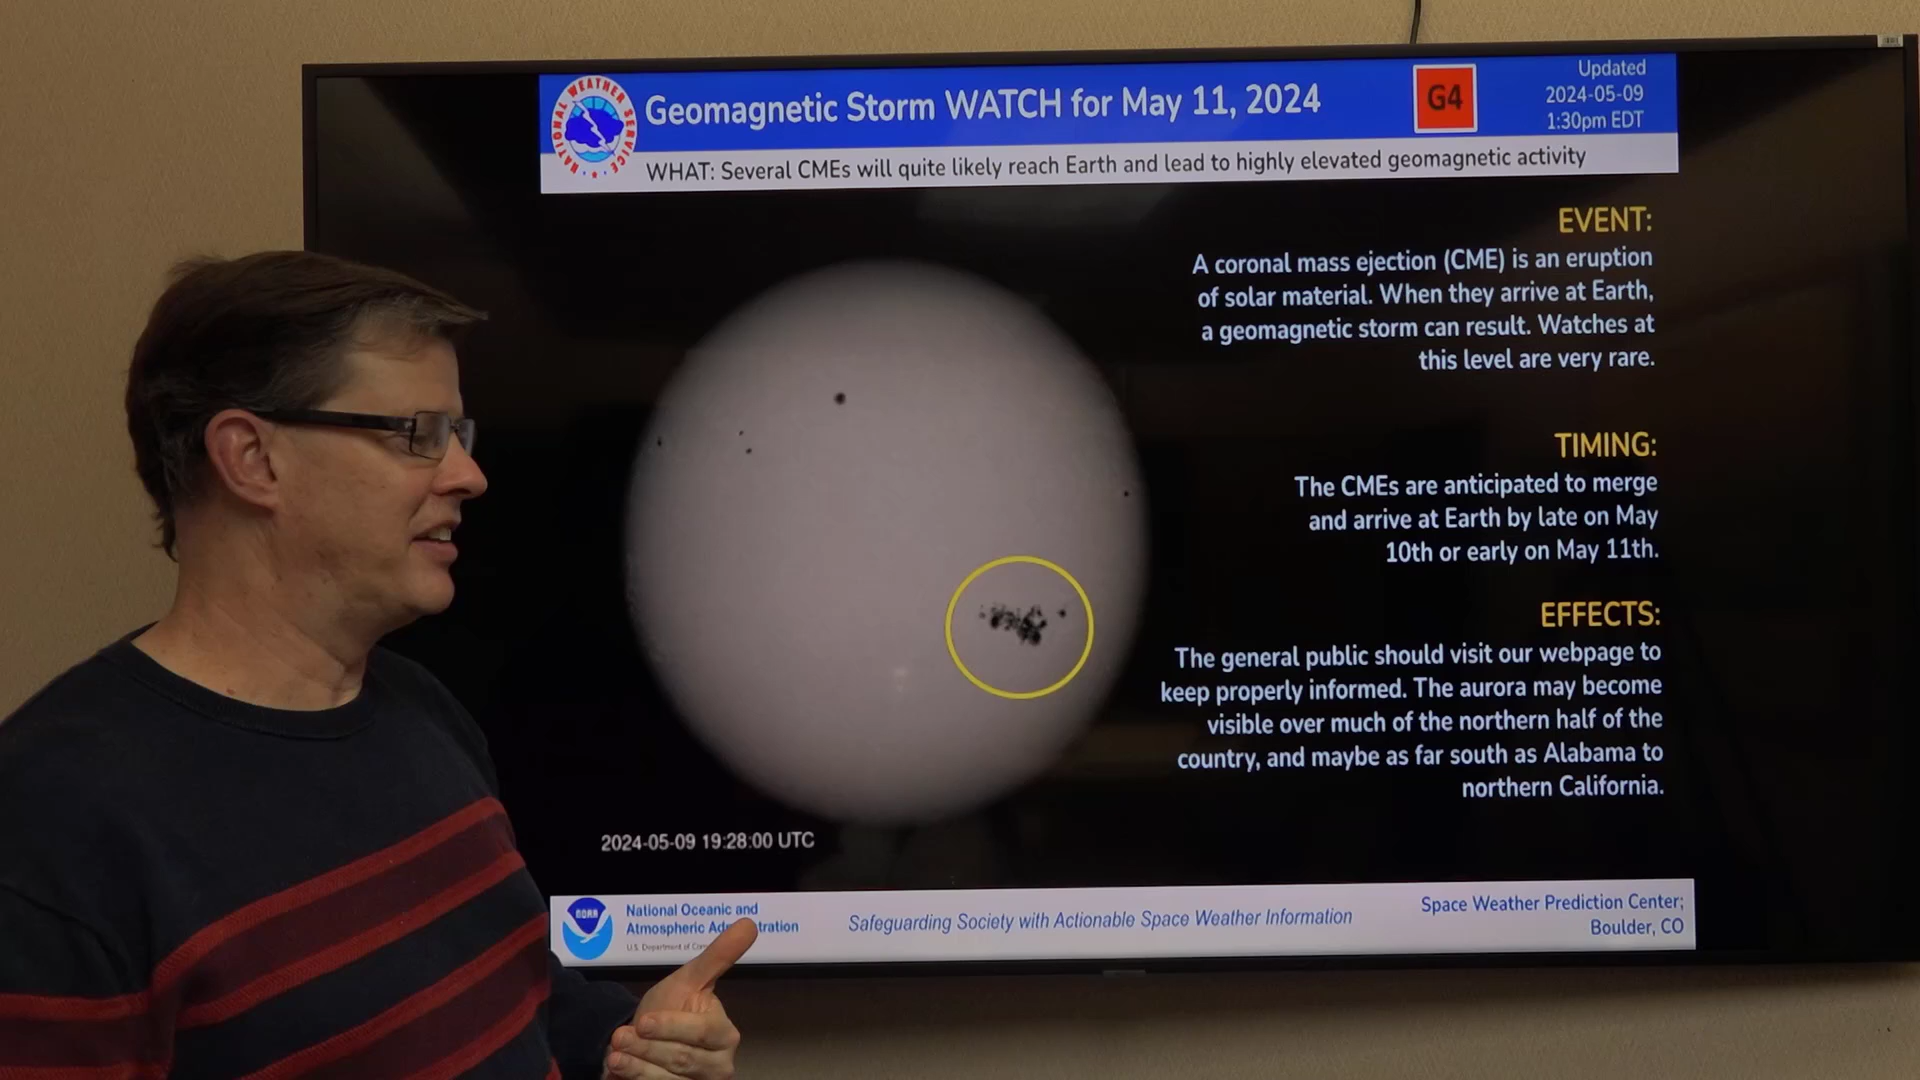 NATIONAL WEATHER SERVICE
Geomagnetic Storm WATCH for May 11, 2024
G4
Updated
2024-05-09
1:30pm EDT
WHAT: Several CMEs will quite likely reach Earth and lead to highly elevated geomagnetic activity
EVENT:
A coronal mass ejection (CME) is an eruption
of solar material. When they arrive at Earth,
a geomagnetic storm can result. Watches at
this level are very rare.
TIMING:
The CMEs are anticipated to merge
and arrive at Earth by late on May
10th or early on May 11th.
EFFECTS:
The general public should visit our webpage to
keep properly informed. The aurora may become
visible over much of the northern half of the
country, and maybe as far south as Alabama to
northern California.
2024-05-09 19:28:00 UTC
NOAA
National Oceanic and
Atmospheric
U.S. Department of
Safeguarding Society with Actionable Space Weather Information
Space Weather Prediction Center;
Boulder, CO